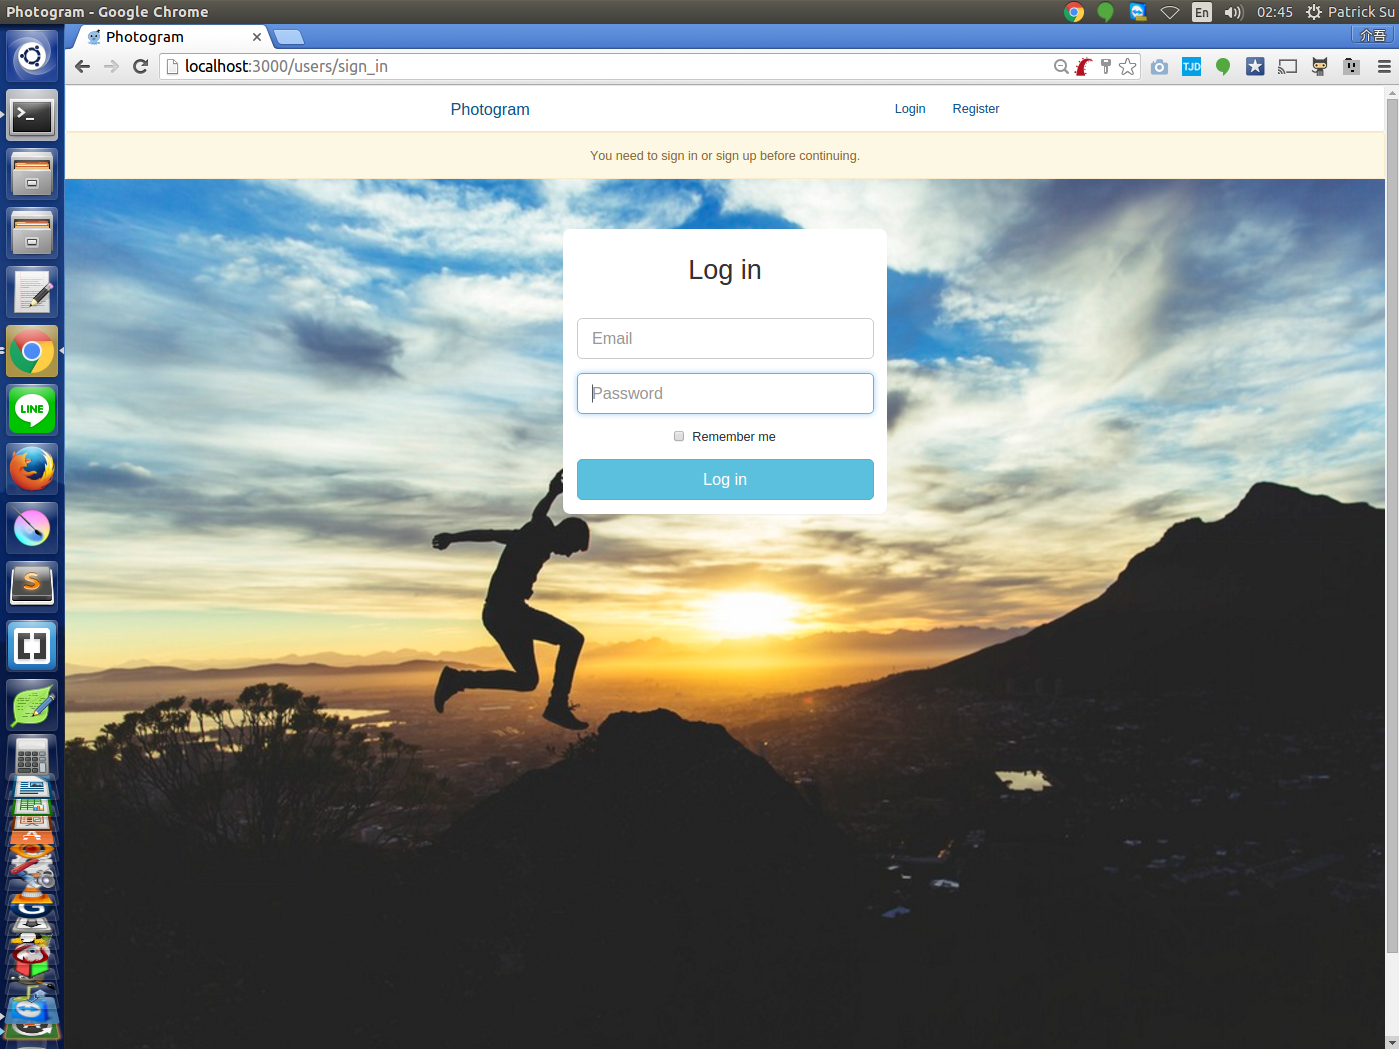 Photogram - Google Chrome
En
02:45
Patrick Su
Photogram
介吾
localhost:3000/users/sign_in
TJD
Photogram
Login
Register
You need to sign in or sign up before continuing.
Log in
Email
Password
Remember me
Log in
LINE
S
G